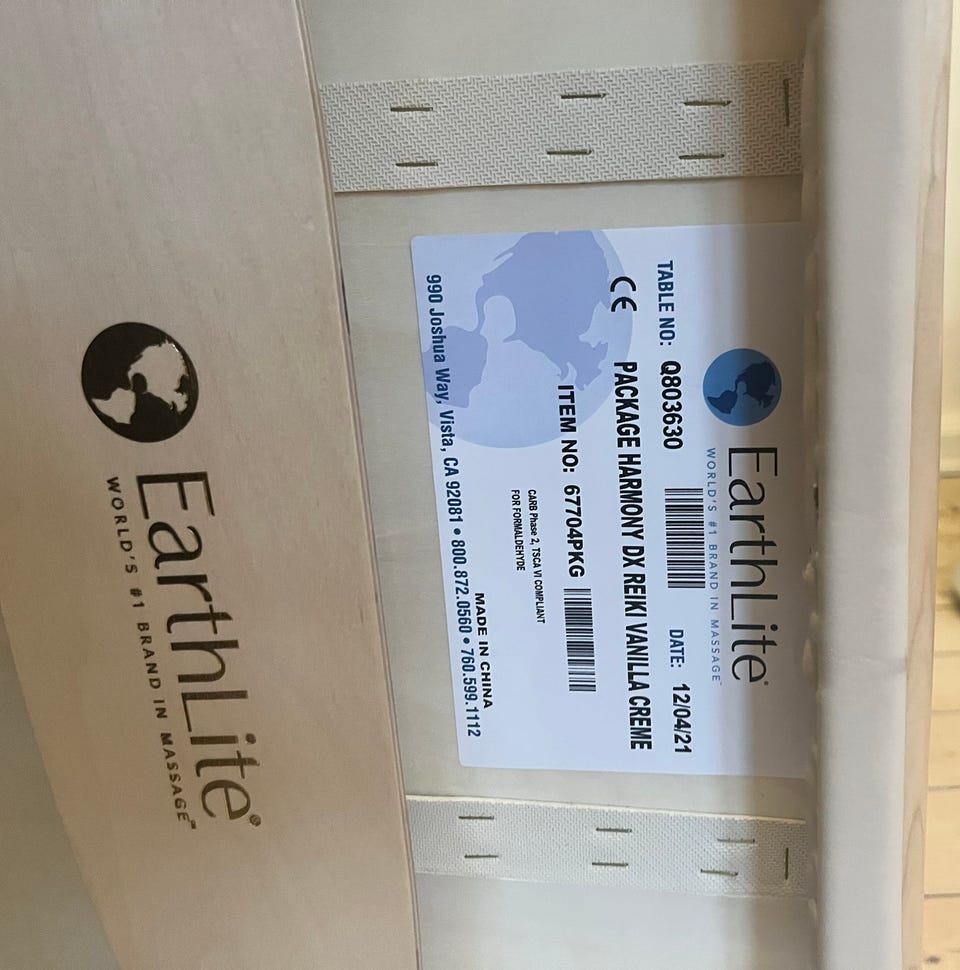 EarthLite®
WORLD'S #1 BRAND IN MASSAGE™
TABLE NO: Q803630 DATE: 12/04/21
CE PACKAGE HARMONY DX REIKI VANILLA CREME
ITEM NO: 67704PKG
CARB Phase 2, TSCA VI COMPLIANT
FOR FORMALDEHYDE
MADE IN CHINA
990 Joshua Way, Vista, CA 92081 • 800.872.0560 • 760.599.1112
EarthLite®
WORLD'S #1 BRAND IN MASSAGE™